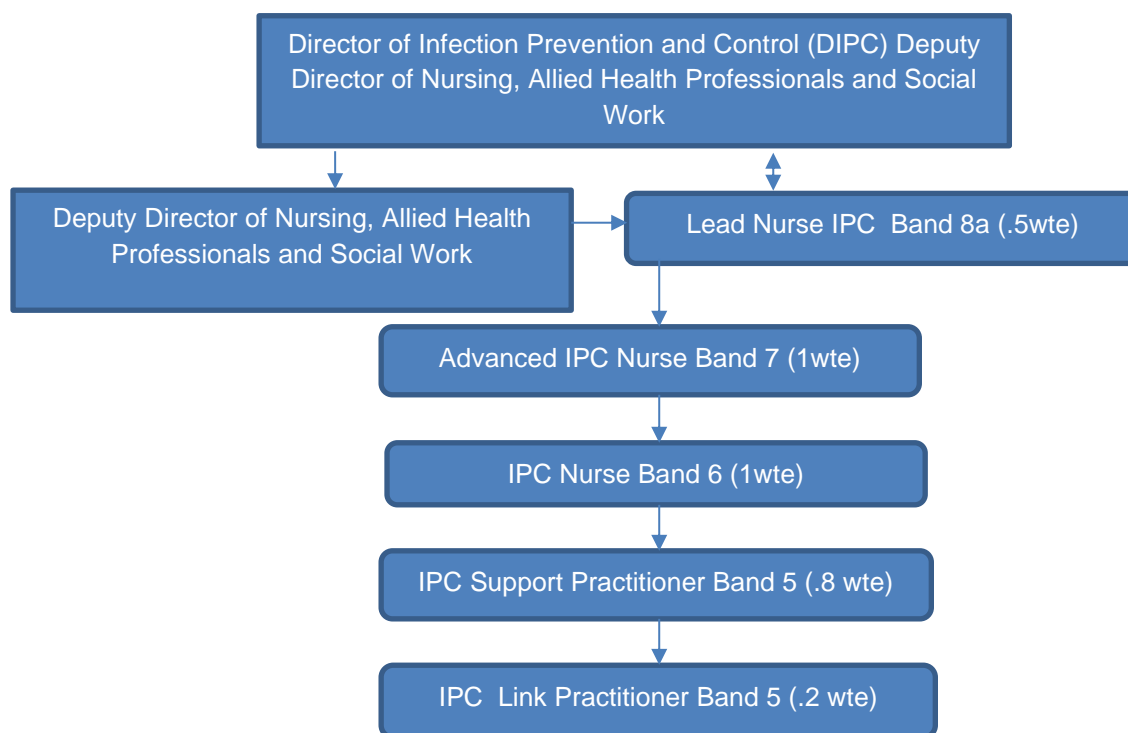 Director of Infection Prevention and Control (DIPC) Deputy
Director of Nursing, Allied Health Professionals and Social
Work
Deputy Director of Nursing, Allied Health
Professionals and Social Work
Lead Nurse IPC  Band 8a (.5wte)
Advanced IPC Nurse Band 7 (1wte)
IPC Nurse Band 6 (1wte)
IPC Support Practitioner Band 5 (.8 wte)
IPC  Link Practitioner Band 5 (.2 wte)